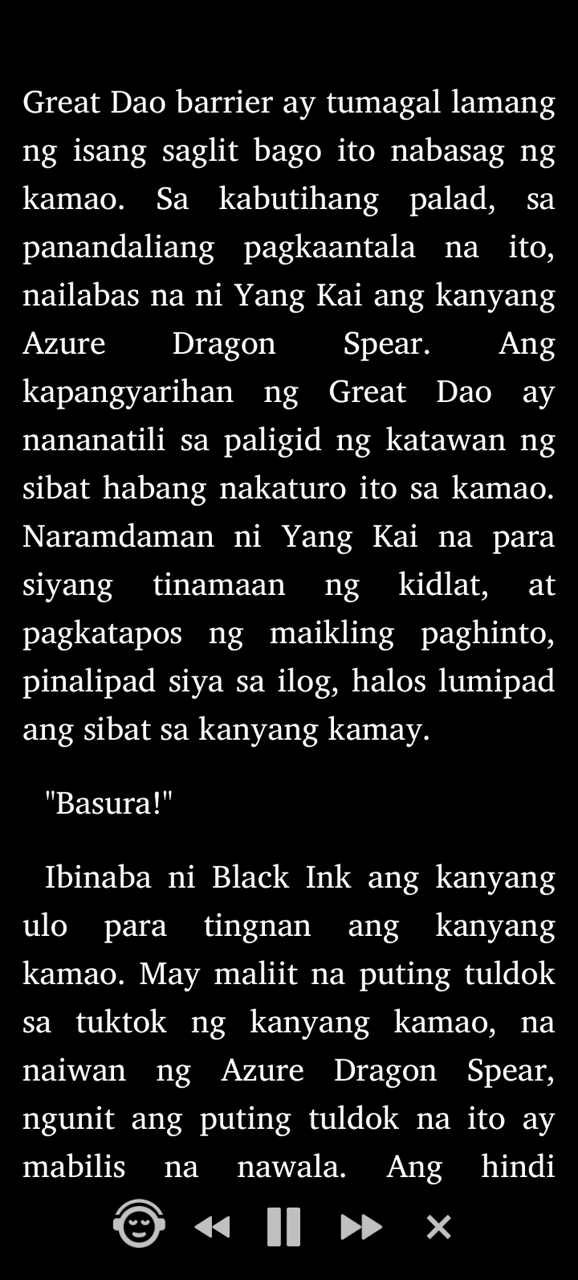 Great Dao barrier ay tumagal lamang
ng isang saglit bago ito nabasag ng
kamao. Sa kabutihang palad, sa
panandaliang pagkaantala na ito,
nailabas na ni Yang Kai ang kanyang
Azure Dragon Spear. Ang
kapangyarihan ng Great Dao ay
nananatili sa paligid ng katawan ng
sibat habang nakaturo ito sa kamao.
Naramdaman ni Yang Kai na para
siyang tinamaan ng kidlat, at
pagkatapos ng maikling paghinto,
pinalipad siya sa ilog, halos lumipad
ang sibat sa kanyang kamay.
"Basura!"
Ibinaba ni Black Ink ang kanyang
ulo para tingnan ang kanyang
kamao. May maliit na puting tuldok
sa tuktok ng kanyang kamao, na
naiwan ng Azure Dragon Spear,
ngunit ang puting tuldok na ito ay
mabilis na nawala. Ang hindi